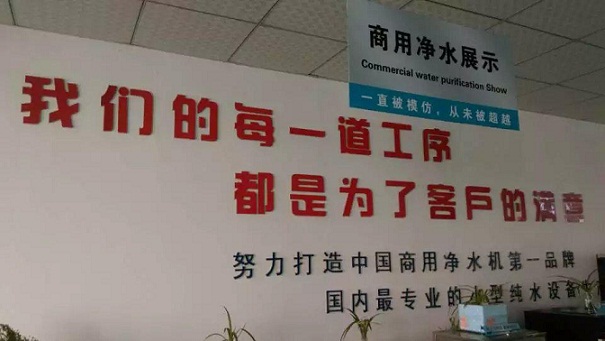 商用净水展示
Commercial water purification Show
一直被模仿，从未被超越
我们的每一道工序
都是为了客户的满意
努力打造中国商用净水机第一品牌
国内最专业的小型纯水设备